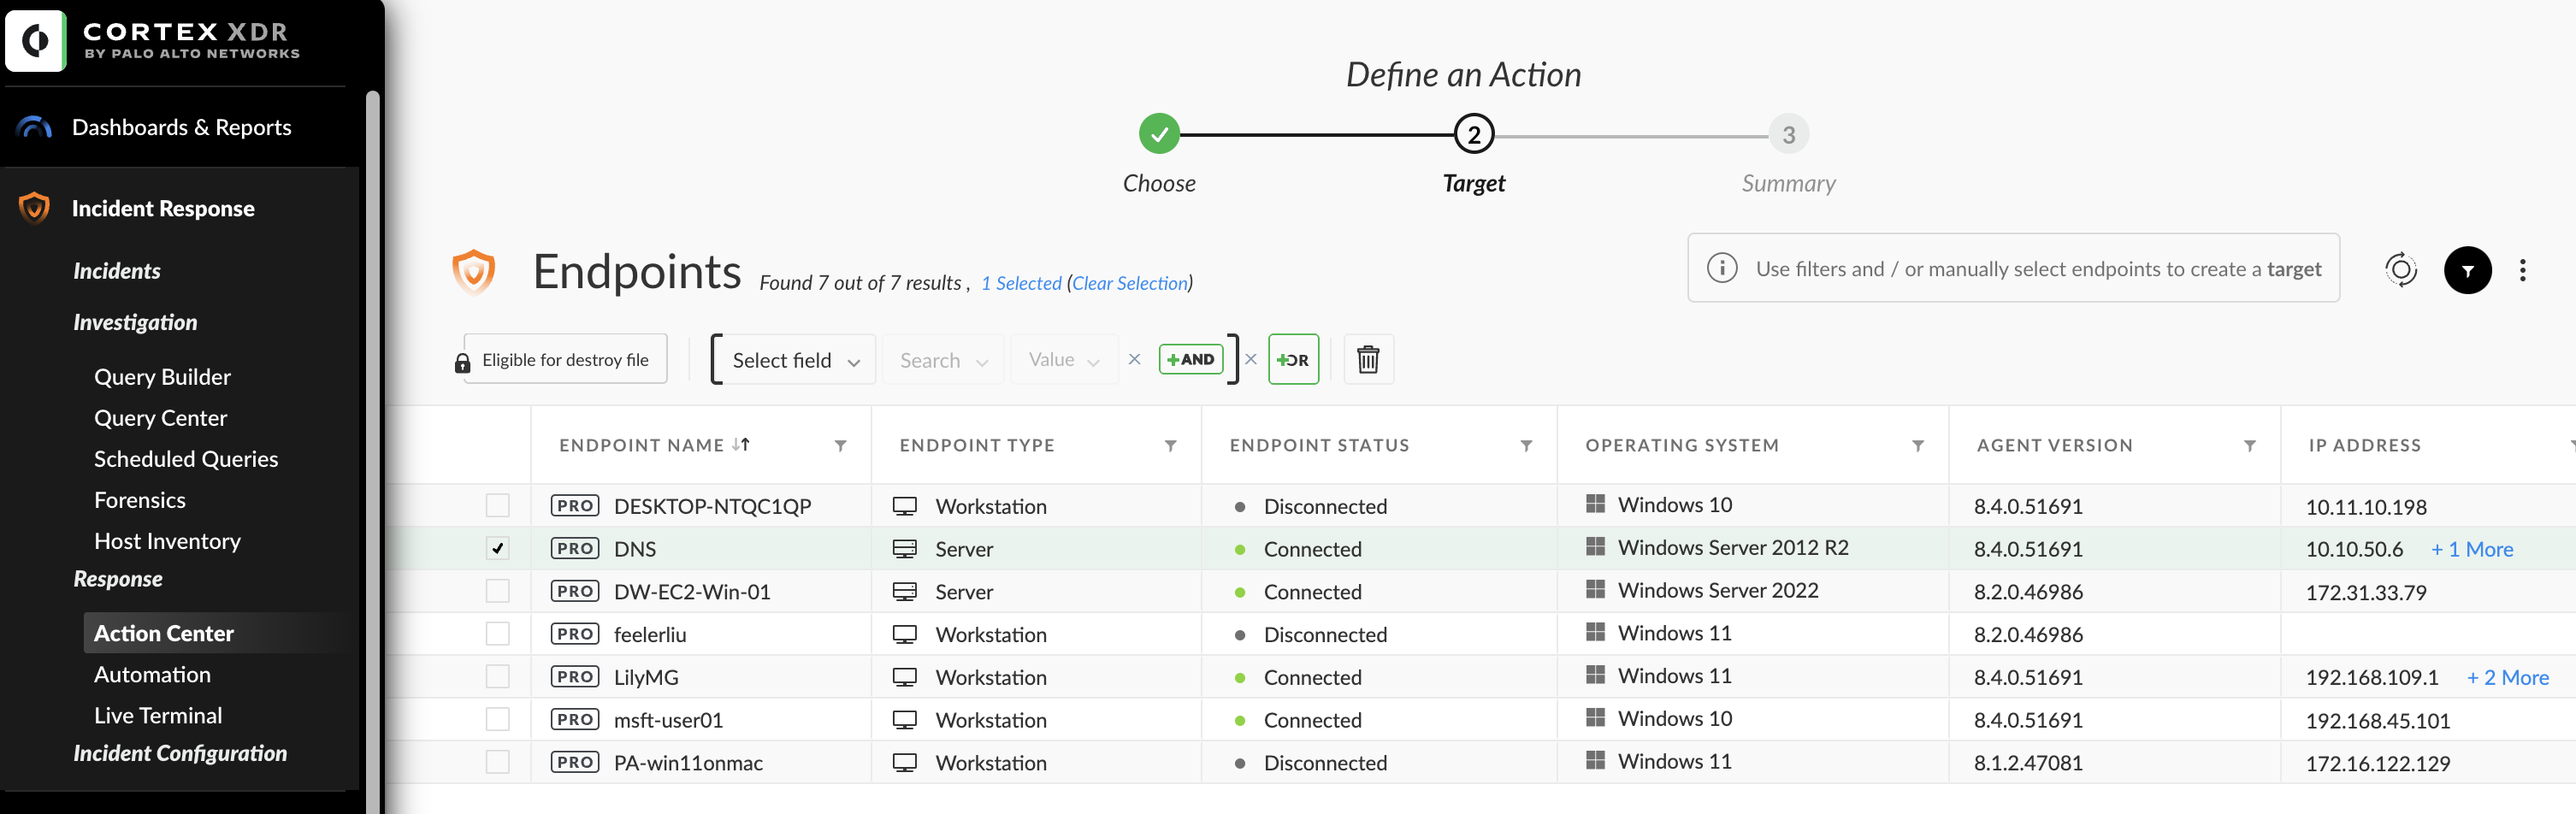 CORTEX XDR
BY PALO ALTO NETWORKS
Dashboards & Reports
Incident Response
Incidents
Investigation
Query Builder
Query Center
Scheduled Queries
Forensics
Host Inventory
Response
Action Center
Automation
Live Terminal
Incident Configuration
Define an Action
2 3
Choose Target Summary
Endpoints Found 7 out of 7 results , 1 Selected (Clear Selection)
Use filters and / or manually select endpoints to create a target
Eligible for destroy file Select field Search Value × +AND × +OR
ENDPOINT NAME ENDPOINT TYPE ENDPOINT STATUS OPERATING SYSTEM AGENT VERSION IP ADDRESS
PRO DESKTOP-NTQC1QP Workstation Disconnected Windows 10 8.4.0.51691 10.11.10.198
PRO DNS Server Connected Windows Server 2012 R2 8.4.0.51691 10.10.50.6 + 1 More
PRO DW-EC2-Win-01 Server Connected Windows Server 2022 8.2.0.46986 172.31.33.79
PRO feelerliu Workstation Disconnected Windows 11 8.2.0.46986
PRO LilyMG Workstation Connected Windows 11 8.4.0.51691 192.168.109.1 + 2 More
PRO msft-user01 Workstation Connected Windows 10 8.4.0.51691 192.168.45.101
PRO PA-win11onmac Workstation Disconnected Windows 11 8.1.2.47081 172.16.122.129